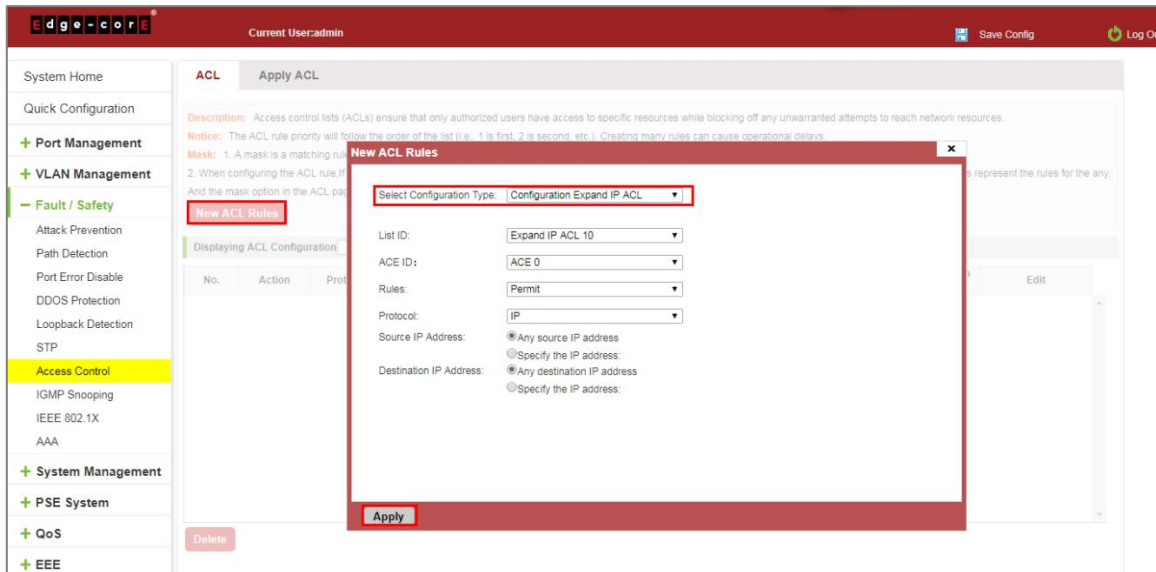 Edge-corE®
Current User:admin
Save Config
Log Ou
System Home
Quick Configuration
+ Port Management
+ VLAN Management
− Fault / Safety
Attack Prevention
Path Detection
Port Error Disable
DDOS Protection
Loopback Detection
STP
Access Control
IGMP Snooping
IEEE 802.1X
AAA
+ System Management
+ PSE System
+ QoS
+ EEE
ACL
Apply ACL
Description: Access control lists (ACLs) ensure that only authorized users have access to specific resources while blocking off any unwarranted attempts to reach network resources.
Notice: The ACL rule priority will follow the order of the list (i.e., 1 is first, 2 is second, etc.). Creating many rules can cause operational delays.
Mask: 1. A mask is a matching rul
2. When configuring the ACL rule,If
s represent the rules for the any.
And the mask option in the ACL pag
New ACL Rules
Displaying ACL Configuration
No. Action Prot Edit
Delete
New ACL Rules x
Select Configuration Type: Configuration Expand IP ACL
List ID: Expand IP ACL 10
ACE ID: ACE 0
Rules: Permit
Protocol: IP
Source IP Address: Any source IP address
Specify the IP address:
Destination IP Address: Any destination IP address
Specify the IP address:
Apply